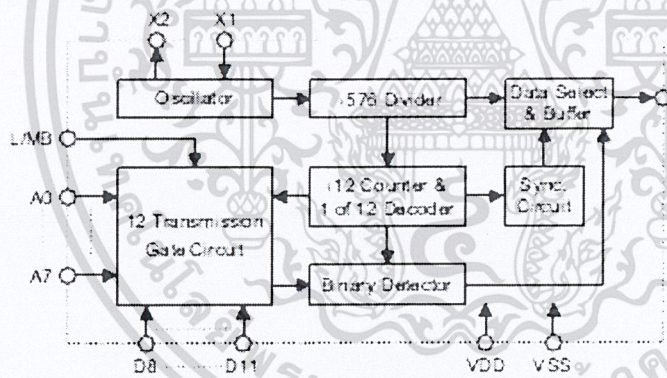 X2 X1
Oscillator
÷576 Divider
Data Select
& Buffer
L/MB
A0
12 Transmission
Gate Circuit
÷12 Counter &
1 of 12 Decoder
Sync.
Circuit
A7
Binary Detector
D8 D11 VDD VSS